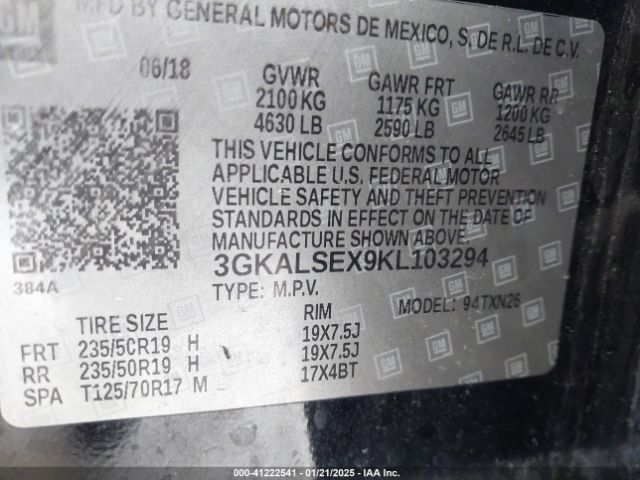 GM
MFD BY GENERAL MOTORS DE MEXICO, S. DE R.L. DE C.V.
06/18 GVWR GAWR FRT GAWR RR
2100 KG 1175 KG 1200 KG
4630 LB 2590 LB 2645 LB
THIS VEHICLE CONFORMS TO ALL
APPLICABLE U.S. FEDERAL MOTOR
VEHICLE SAFETY AND THEFT PREVENTION
STANDARDS IN EFFECT ON THE DATE OF
MANUFACTURE SHOWN ABOVE.
3GKALSEX9KL103294
384A
TYPE: M.P.V. MODEL: 94TXN26
TIRE SIZE RIM
FRT 235/50R19 H 19X7.5J
RR 235/50R19 H 19X7.5J
SPA T125/70R17 M 17X4BT
000-41222541 - 01/21/2025 - IAA Inc.